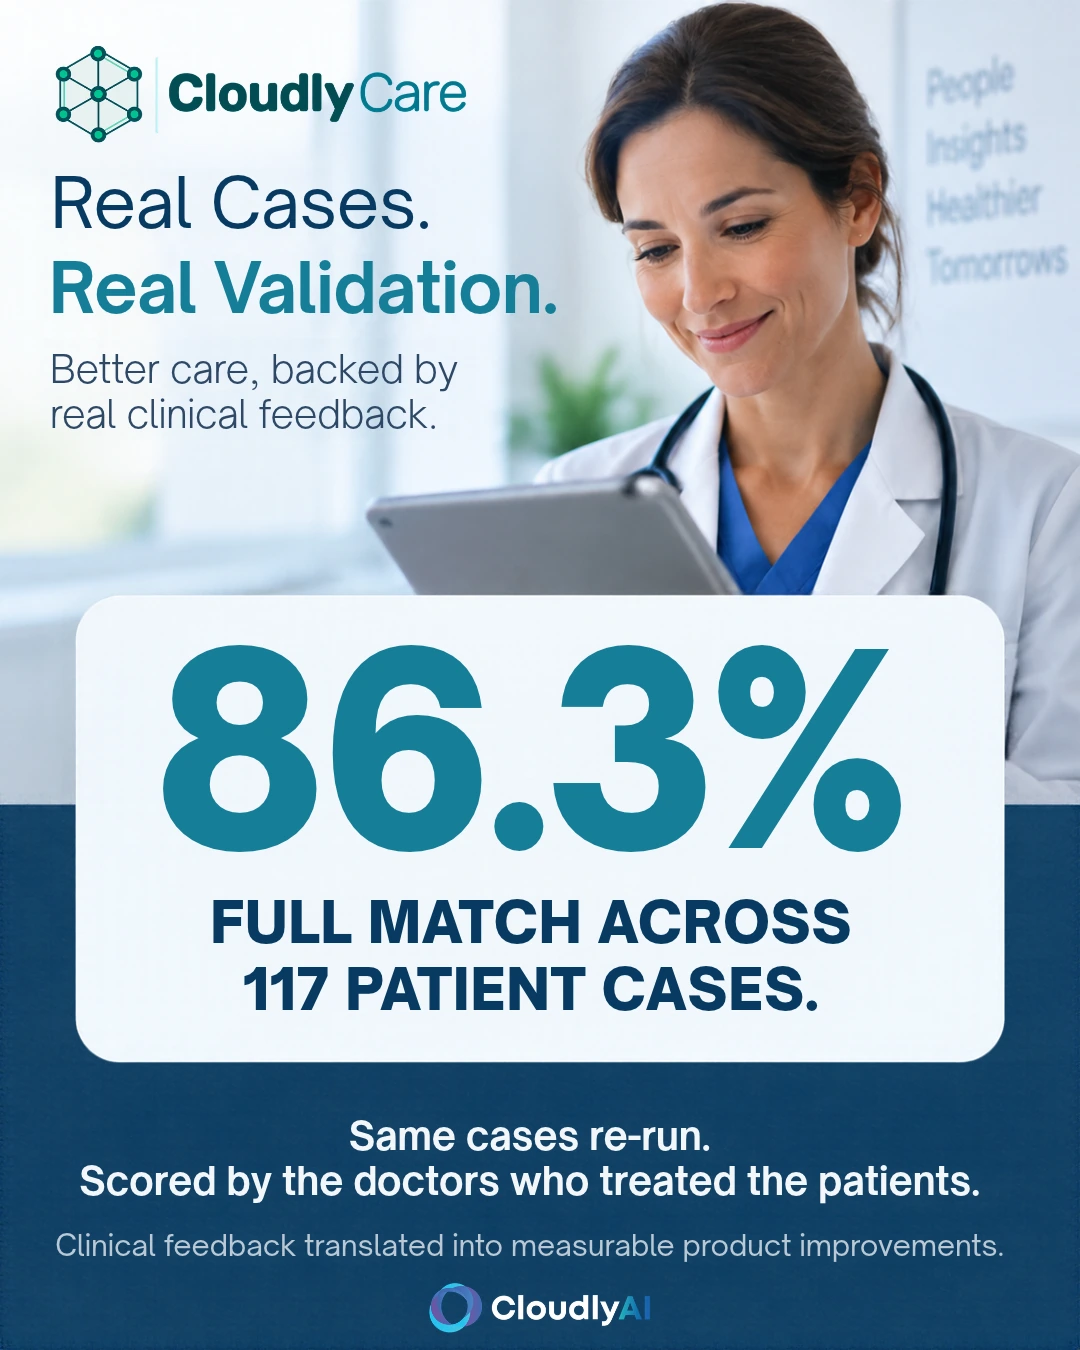 Cloudly Care
People
Insights
Healthier
Tomorrows
Real Cases.
Real Validation.
Better care, backed by
real clinical feedback.
86.3%
FULL MATCH ACROSS
117 PATIENT CASES.
Same cases re-run.
Scored by the doctors who treated the patients.
Clinical feedback translated into measurable product improvements.
CloudlyAI